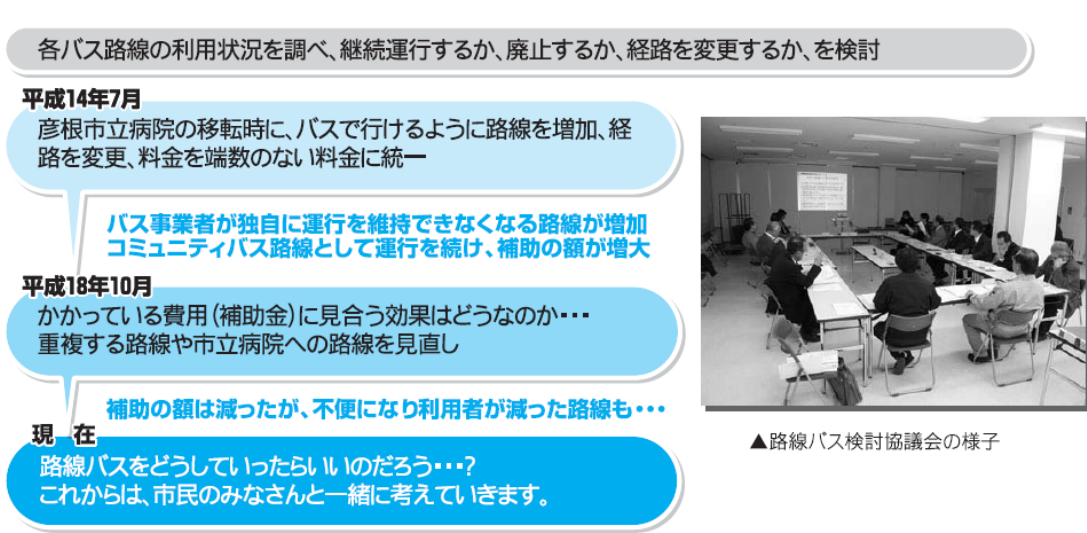 各バス路線の利用状況を調べ、継続運行するか、廃止するか、経路を変更するか、を検討
平成14年7月
彦根市立病院の移転時に、バスで行けるように路線を増加、経
路を変更、料金を端数のない料金に統一
バス事業者が独自に運行を維持できなくなる路線が増加
コミュニティバス路線として運行を続け、補助の額が増大
平成18年10月
かかっている費用（補助金）に見合う効果はどうなのか･･･
重複する路線や市立病院への路線を見直し
補助の額は減ったが、不便になり利用者が減った路線も･･･
現　在
路線バスをどうしていったらいいのだろう･･･?
これからは、市民のみなさんと一緒に考えていきます。
▲路線バス検討協議会の様子